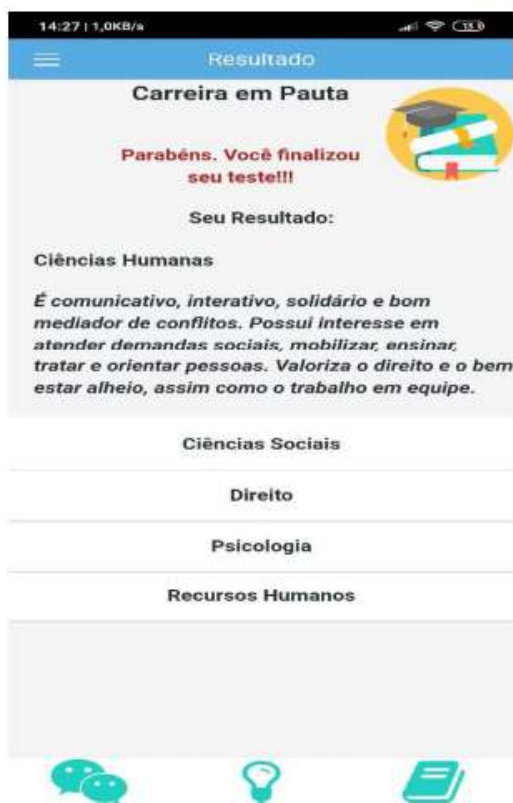 14:27 | 1,0KB/s
13
Resultado
Carreira em Pauta
Parabéns. Você finalizou
seu teste!!!
Seu Resultado:
Ciências Humanas
É comunicativo, interativo, solidário e bom
mediador de conflitos. Possui interesse em
atender demandas sociais, mobilizar, ensinar,
tratar e orientar pessoas. Valoriza o direito e o bem
estar alheio, assim como o trabalho em equipe.
Ciências Sociais
Direito
Psicologia
Recursos Humanos